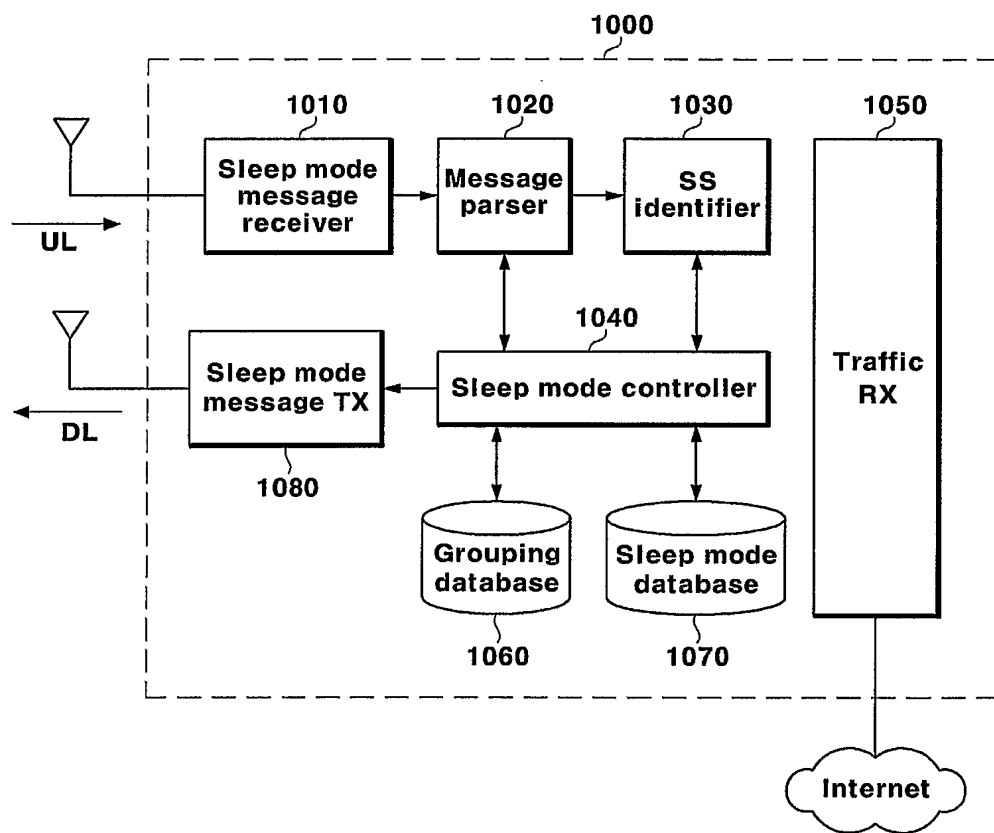 1000
1010
1020
1030
1050
Sleep mode
message
receiver
Message
parser
SS
identifier
UL
1040
Sleep mode
message TX
Sleep mode controller
Traffic
RX
DL
1080
Grouping
database
Sleep mode
database
1060
1070
Internet